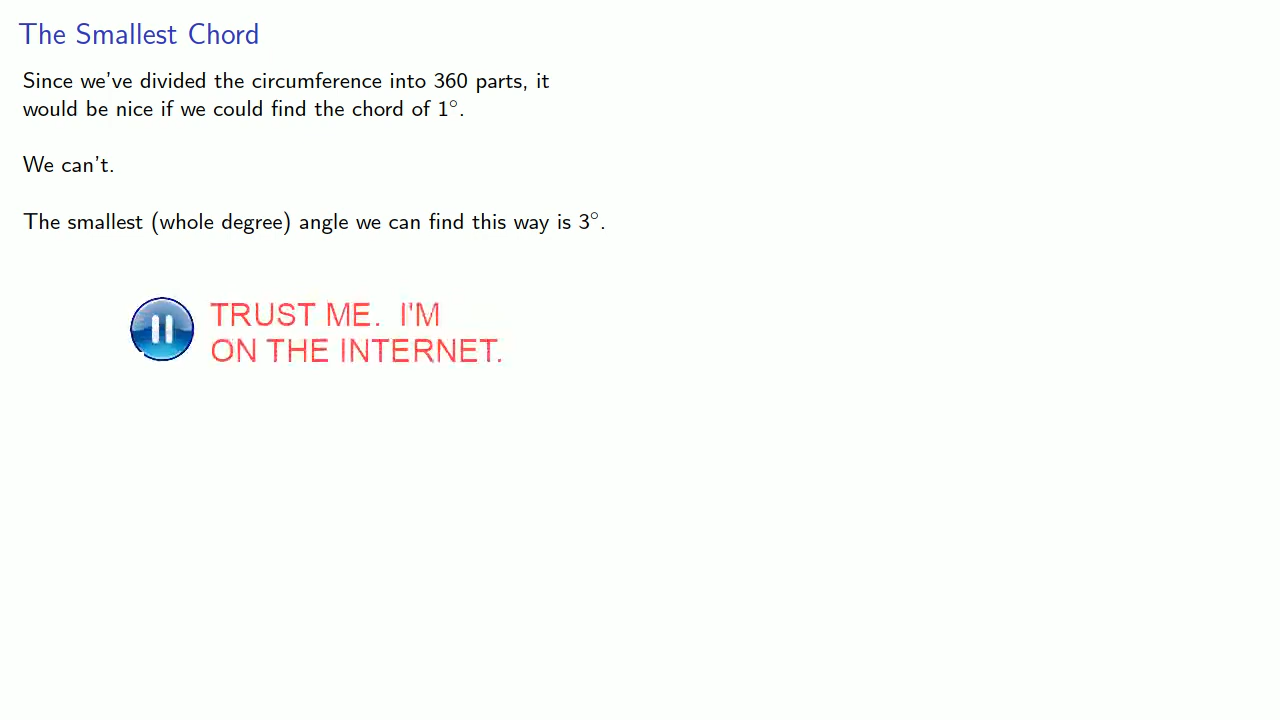 The Smallest Chord
Since we've divided the circumference into 360 parts, it
would be nice if we could find the chord of 1°.
We can't.
The smallest (whole degree) angle we can find this way is 3°.
TRUST ME. I'M
ON THE INTERNET.